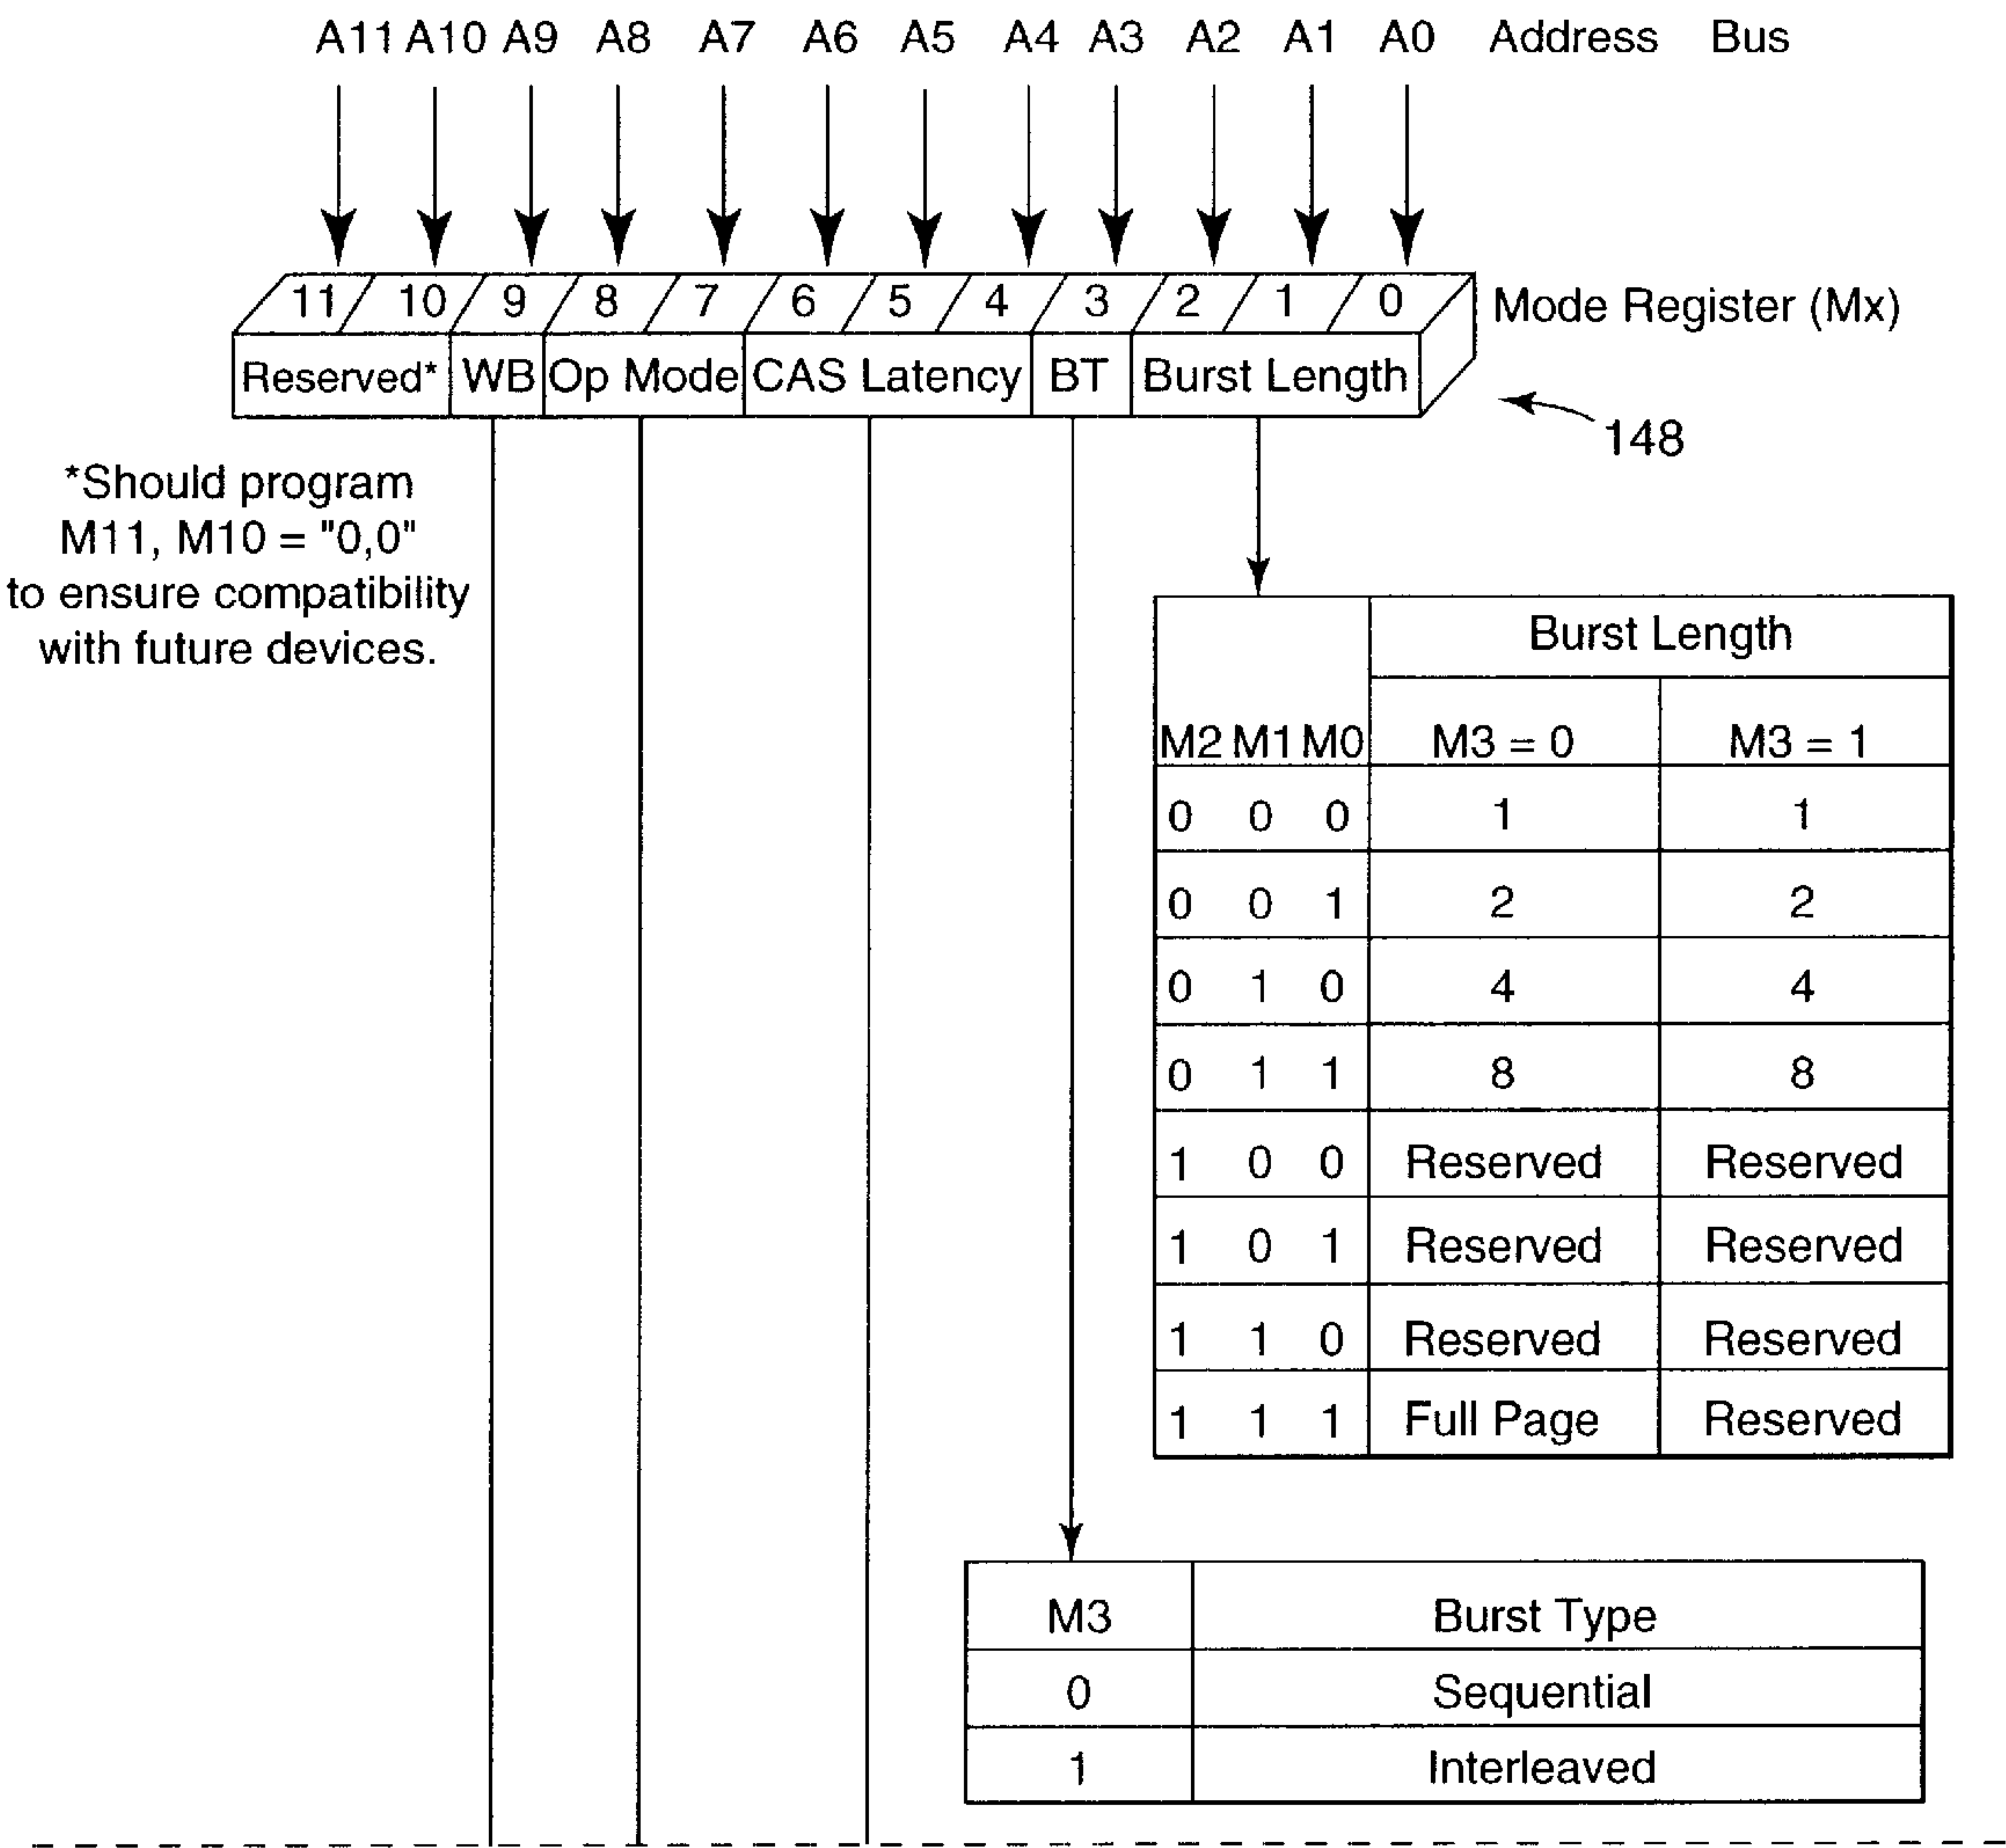 A11 A10 A9 A8 A7 A6 A5 A4 A3 A2 A1 A0 Address Bus
11 10 9 8 7 6 5 4 3 2 1 0 Mode Register (Mx)
Reserved* WB Op Mode CAS Latency BT Burst Length
148
*Should program
M11, M10 = "0,0"
to ensure compatibility
with future devices.
Burst Length
M2 M1 M0 M3 = 0 M3 = 1
0 0 0 1 1
0 0 1 2 2
0 1 0 4 4
0 1 1 8 8
1 0 0 Reserved Reserved
1 0 1 Reserved Reserved
1 1 0 Reserved Reserved
1 1 1 Full Page Reserved
M3 Burst Type
0 Sequential
1 Interleaved